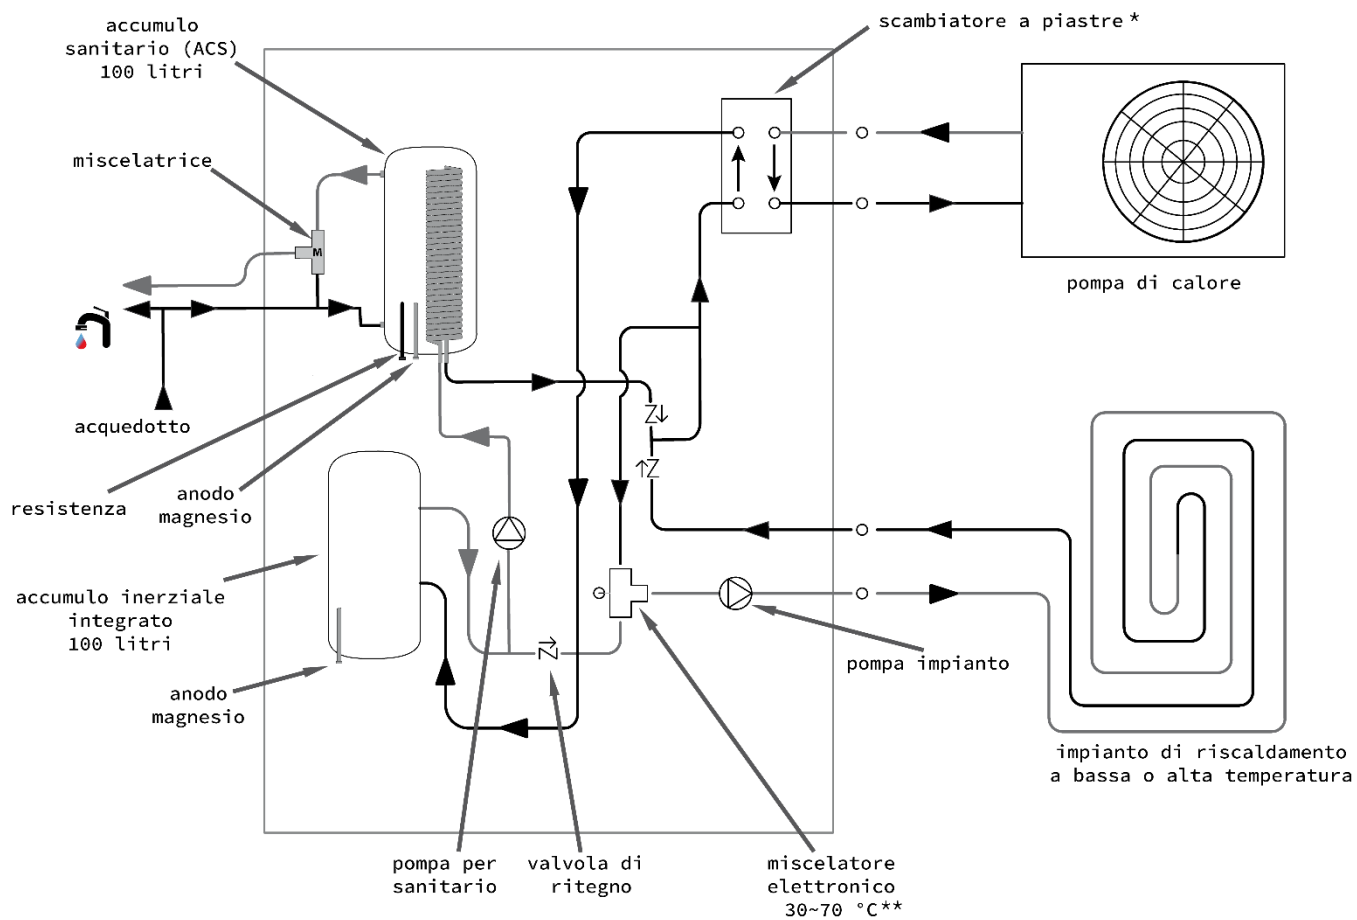 accumulo
sanitario (ACS)
100 litri
scambiatore a piastre*
miscelatrice
M
pompa di calore
acquedotto
resistenza
anodo
magnesio
accumulo inerziale
integrato
100 litri
anodo
magnesio
pompa impianto
impianto di riscaldamento
a bassa o alta temperatura
pompa per
sanitario
valvola di
ritegno
miscelatore
elettronico
30~70 °C**